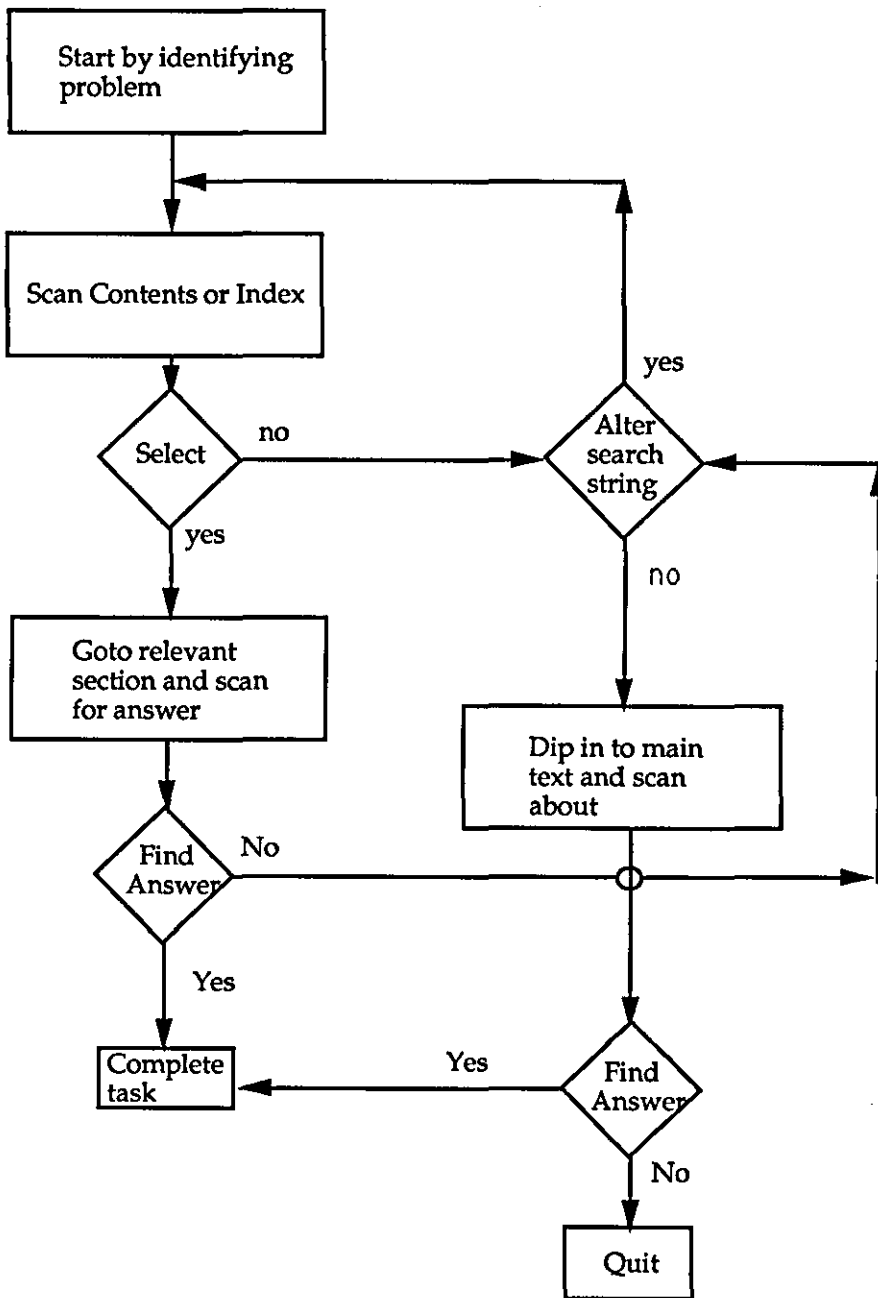 Start by identifying
problem
Scan Contents or Index
yes
Select
no
Alter
search
string
yes
no
Goto relevant
section and scan
for answer
Dip in to main
text and scan
about
Find
Answer
No
Yes
Complete
task
Yes
Find
Answer
No
Quit